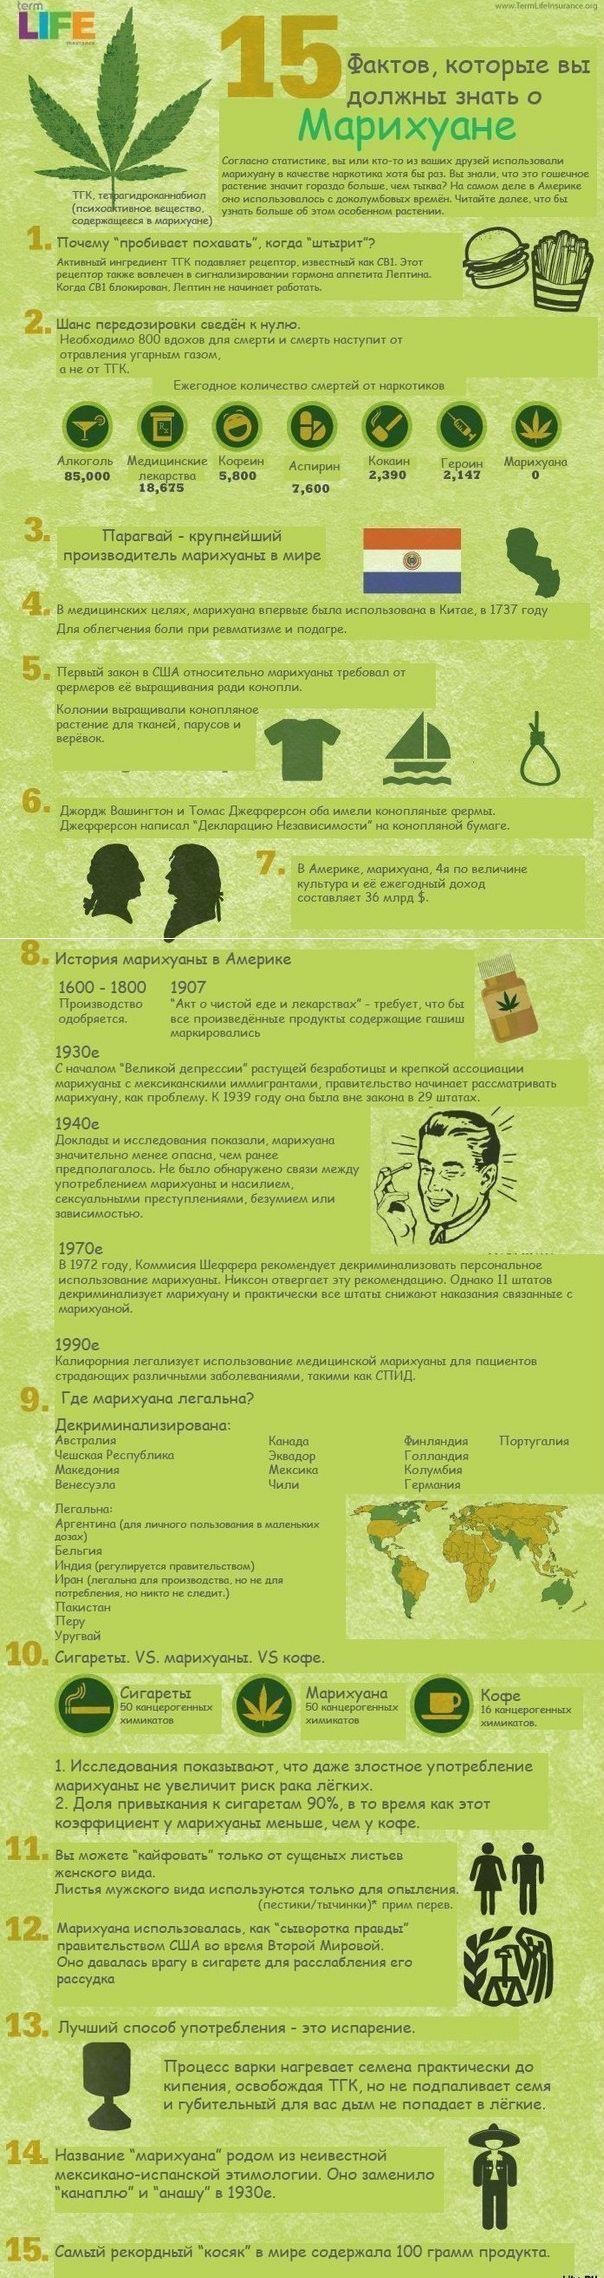 term
LIFE
insurance
www.TermLifeInsurance.org
15
Фактов, которые вы
должны знать о
Марихуане
Согласно статистике, вы или кто-то из ваших друзей использовали
марихуану в качестве наркотика хотя бы раз. Вы знали, что это гошечное
растение значит гораздо больше, чем тыква? На самом деле в Америке
оно использовалось с доколумбовых времён. Читайте далее, что бы
узнать больше об этом особенном растении.
ТГК, тетрагидроканнабиол
(психоактивное вещество,
содержащееся в марихуане)
1. Почему "пробивает похавать", когда "штырит"?
Активный ингредиент ТГК подавляет рецептор, известный как CB1. Этот
рецептор также вовлечен в сигнализировании гормона аппетита Лептина.
Когда CB1 блокирован, Лептин не начинает работать.
2. Шанс передозировки сведён к нулю.
Необходимо 800 вдохов для смерти и смерть наступит от
отравления угарным газом,
а не от ТГК.
Ежегодное количество смертей от наркотиков
Алкоголь
85,000
Медицинские
лекарства
18,675
Кофеин
5,800
Аспирин
7,600
Кокаин
2,390
Героин
2,147
Марихуана
0
3. Парагвай - крупнейший
производитель марихуаны в мире
4. В медицинских целях, марихуана впервые была использована в Китае, в 1737 году
Для облегчения боли при ревматизме и подагре.
5. Первый закон в США относительно марихуаны требовал от
фермеров её выращивания ради конопли.
Колонии выращивали конопляное
растение для тканей, парусов и
верёвок.
6. Джордж Вашингтон и Томас Джефферсон оба имели конопляные фермы.
Джефферсон написал "Декларацию Независимости" на конопляной бумаге.
7. В Америке, марихуана, 4я по величине
культура и её ежегодный доход
составляет 36 млрд $.
8. История марихуаны в Америке
1600 - 1800
Производство
одобряется.
1907
"Акт о чистой еде и лекарствах" - требует, что бы
все произведённые продукты содержащие гашиш
маркировались
1930е
С началом "Великой депрессии" растущей безработицы и крепкой ассоциации
марихуаны с мексиканскими иммигрантами, правительство начинает рассматривать
марихуану, как проблему. К 1939 году она была вне закона в 29 штатах.
1940е
Доклады и исследования показали, марихуана
значительно менее опасна, чем ранее
предполагалось. Не было обнаружено связи между
употреблением марихуаны и насилием,
сексуальными преступлениями, безумием или
зависимостью.
1970е
В 1972 году, Коммисия Шеффера рекомендует декриминализовать персональное
использование марихуаны. Никсон отвергает эту рекомендацию. Однако 11 штатов
декриминализует марихуану и практически все штаты снижают наказания связанные с
марихуаной.
1990е
Калифорния легализует использование медицинской марихуаны для пациентов
страдающих различными заболеваниями, такими как СПИД.
9. Где марихуана легальна?
Декриминализирована:
Австралия Канада Финляндия Португалия
Чешская Республика Эквадор Голландия
Македония Мексика Колумбия
Венесуэла Чили Германия
Легальна:
Аргентина (для личного пользования в маленьких
дозах)
Бельгия
Индия (регулируется правительством)
Иран (легальна для производства, но не для
потребления, но никто не следит.)
Пакистан
Перу
Уругвай
10. Сигареты. VS. марихуаны. VS кофе.
Сигареты
50 канцерогенных
химикатов
Марихуана
50 канцерогенных
химикатов
Кофе
16 канцерогенных
химикатов.
1. Исследования показывают, что даже злостное употребление
марихуаны не увеличит риск рака лёгких.
2. Доля привыкания к сигаретам 90%, в то время как этот
коэффициент у марихуаны меньше, чем у кофе.
11. Вы можете "кайфовать" только от сущеных листьев
женского вида.
Листья мужского вида используются только для опыления.
(пестики/тычинки)* прим перев.
12. Марихуана использовалась, как "сыворотка правды"
правительством США во время Второй Мировой.
Оно давалась врагу в сигарете для расслабления его
рассудка
13. Лучший способ употребления - это испарение.
Процесс варки нагревает семена практически до
кипения, освобождая ТГК, но не подпаливает семя
и губительный для вас дым не попадает в лёгкие.
14. Название "марихуана" родом из неивестной
мексикано-испанской этимологии. Оно заменило
"канаплю" и "анашу" в 1930е.
15. Самый рекордный "косяк" в мире содержала 100 грамм продукта.